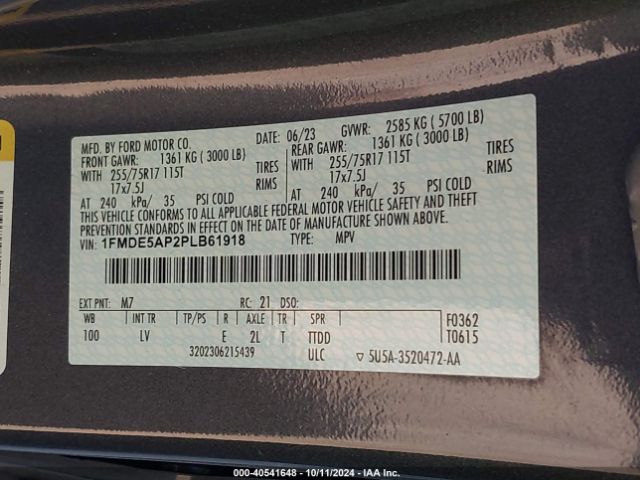 MFD. BY FORD MOTOR CO.
DATE: 06/23 GVWR: 2585 KG ( 5700 LB)
FRONT GAWR: 1361 KG ( 3000 LB)
REAR GAWR: 1361 KG ( 3000 LB)
WITH 255/75R17 115T TIRES
WITH 255/75R17 115T TIRES
17x7.5J RIMS
17x7.5J RIMS
AT 240 kPa/ 35 PSI COLD
AT 240 kPa/ 35 PSI COLD
THIS VEHICLE CONFORMS TO ALL APPLICABLE FEDERAL MOTOR VEHICLE SAFETY AND THEFT
PREVENTION STANDARDS IN EFFECT ON THE DATE OF MANUFACTURE SHOWN ABOVE.
VIN: 1FMDE5AP2PLB61918 TYPE: MPV
EXT PNT: M7 RC: 21 DSO:
WB INT TR TP/PS R AXLE TR SPR F0362
100 LV E 2L T TTDD T0615
3202306215439 ULC ▽ 5U5A-3520472-AA
000-40541648 - 10/11/2024 - IAA Inc.